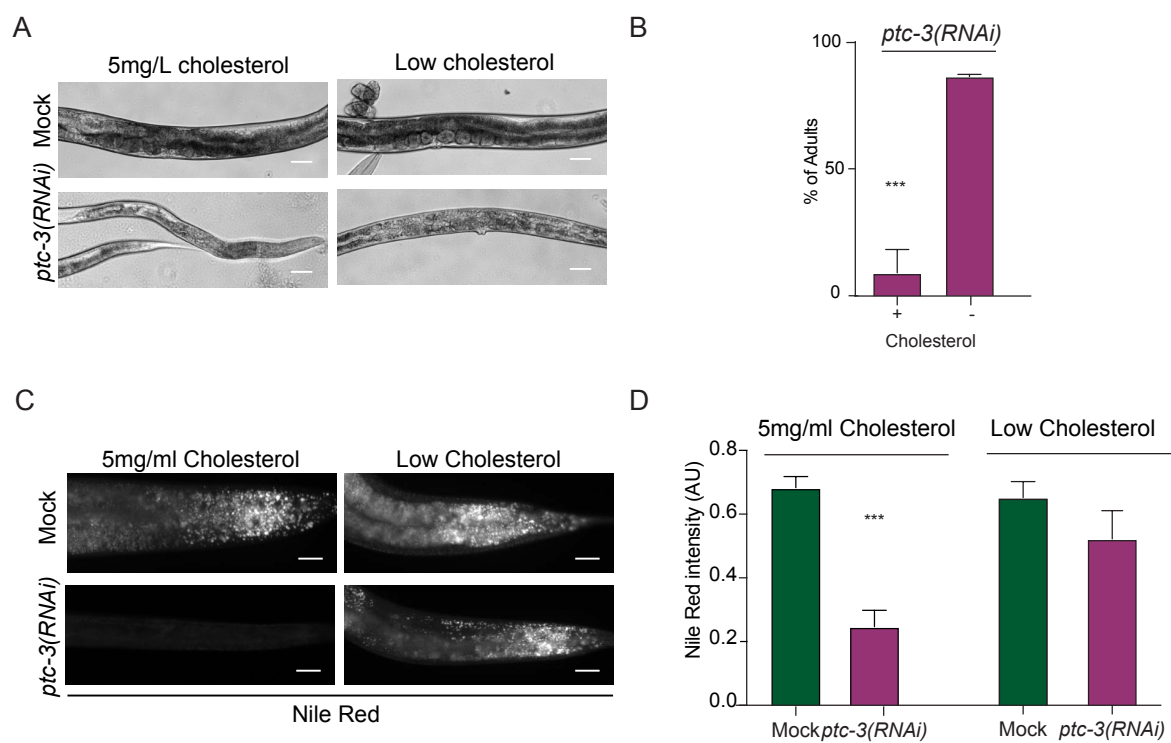 A
5mg/L cholesterol
Low cholesterol
Mock
ptc-3(RNAi)
B
ptc-3(RNAi)
100
50
0
% of Adults
***
+
-
Cholesterol
C
5mg/ml Cholesterol
Low Cholesterol
Mock
ptc-3(RNAi)
Nile Red
D
5mg/ml Cholesterol
Low Cholesterol
0.8
0.6
0.4
0.2
0.0
Nile Red intensity (AU)
***
Mock ptc-3(RNAi)
Mock ptc-3(RNAi)